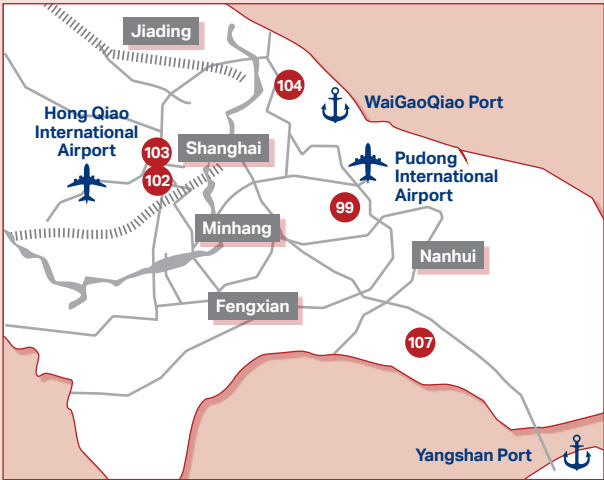 Jiading
104
WaiGaoQiao Port
Hong Qiao
International
Airport
103
Shanghai
102
Pudong
International
Airport
99
Minhang
Nanhui
Fengxian
107
Yangshan Port